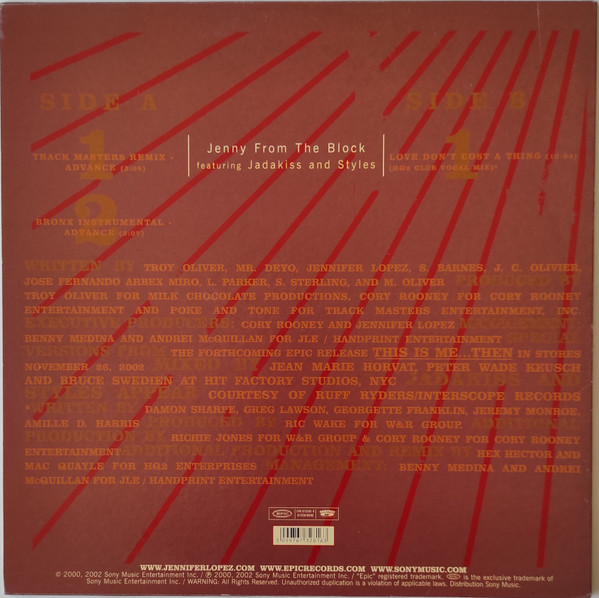 SIDE A
SIDE B
1
TRACK MASTERS REMIX -
ADVANCE (3:09)
Jenny From The Block
featuring Jadakiss and Styles
1
LOVE DON'T COST A THING
(HQ2 CLUB VOCAL MIX)*
2
BRONX INSTRUMENTAL -
ADVANCE
WRITTEN BY TROY OLIVER, MR. DEYO, JENNIFER LOPEZ, S. BARNES, J. C. OLIVIER,
JOSE FERNANDO ARBEX MIRO, L. PARKER, S. STERLING, AND M. OLIVER PRODUCED BY
TROY OLIVER FOR MILK CHOCOLATE PRODUCTIONS, CORY ROONEY FOR CORY ROONEY
ENTERTAINMENT AND POKE AND TONE FOR TRACK MASTERS ENTERTAINMENT, INC.
EXECUTIVE PRODUCERS: CORY ROONEY AND JENNIFER LOPEZ
BENNY MEDINA AND ANDREI McQUILLAN FOR JLE / HANDPRINT ENTERTAINMENT SPECIAL
VERSIONS FROM THE FORTHCOMING EPIC RELEASE THIS IS ME...THEN IN STORES
NOVEMBER 26, 2002 MIXED BY JEAN MARIE HORVAT, PETER WADE KEUSCH
AND BRUCE SWEDIEN AT HIT FACTORY STUDIOS, NYC JADAKISS AND
STYLES APPEAR COURTESY OF RUFF RYDERS/INTERSCOPE RECORDS
*WRITTEN BY DAMON SHARPE, GREG LAWSON, GEORGETTE FRANKLIN, JEREMY MONROE,
AMILLE D. HARRIS PRODUCED BY RIC WAKE FOR W&R GROUP. ADDITIONAL
PRODUCTION BY RICHIE JONES FOR W&R GROUP & CORY ROONEY FOR CORY ROONEY
ENTERTAINMENT ADDITIONAL PRODUCTION AND REMIX BY HEX HECTOR AND
MAC QUAYLE FOR HQ2 ENTERPRISES MANAGEMENT: BENNY MEDINA AND ANDREI
McQUILLAN FOR JLE / HANDPRINT ENTERTAINMENT
epic
WWW.JENNIFERLOPEZ.COM WWW.EPICRECORDS.COM WWW.SONYMUSIC.COM
© 2000, 2002 Sony Music Entertainment Inc. / ℗ 2000, 2002 Sony Music Entertainment Inc. / "Epic" registered trademark. is the exclusive trademark of
Sony Music Entertainment Inc. / WARNING: All Rights Reserved. Unauthorized duplication is a violation of applicable laws. Distribution Sony Music.